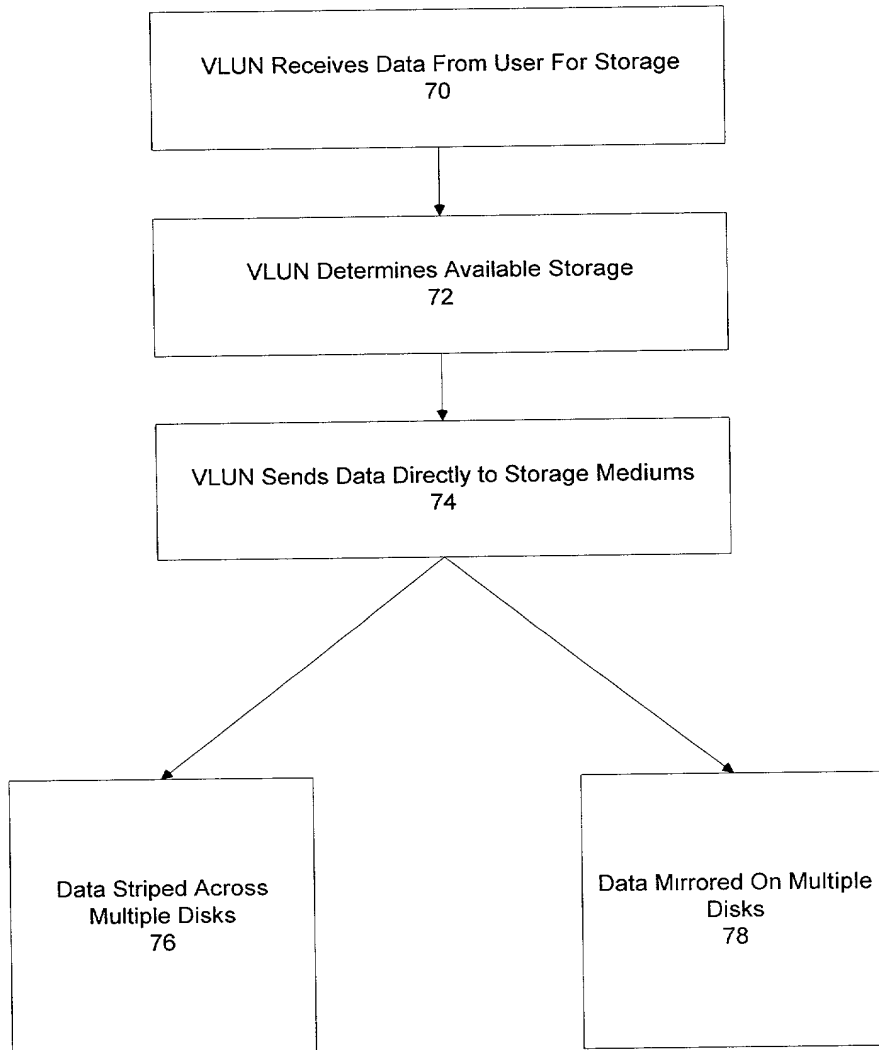 VLUN Receives Data From User For Storage
70
VLUN Determines Available Storage
72
VLUN Sends Data Directly to Storage Mediums
74
Data Striped Across
Multiple Disks
76
Data Mirrored On Multiple
Disks
78